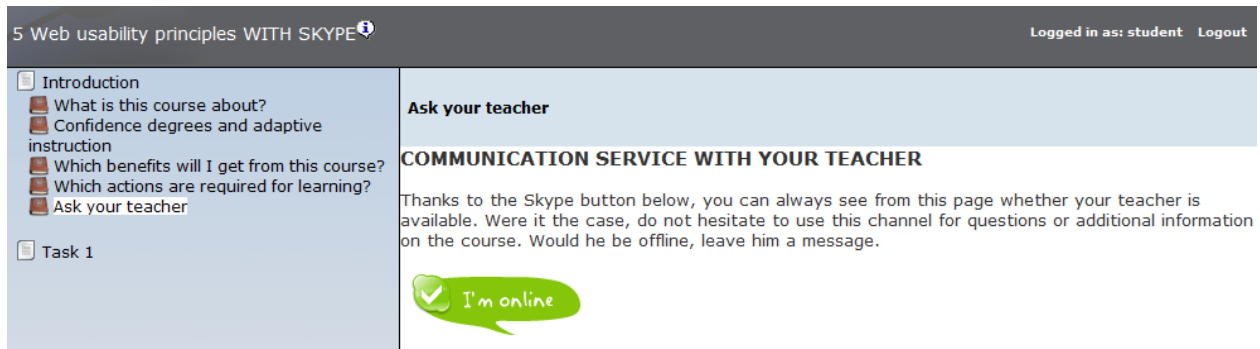 5 Web usability principles WITH SKYPE
Logged in as: student Logout
Introduction
What is this course about?
Confidence degrees and adaptive
instruction
Which benefits will I get from this course?
Which actions are required for learning?
Ask your teacher
Task 1
Ask your teacher
COMMUNICATION SERVICE WITH YOUR TEACHER
Thanks to the Skype button below, you can always see from this page whether your teacher is
available. Were it the case, do not hesitate to use this channel for questions or additional information
on the course. Would he be offline, leave him a message.
I'm online